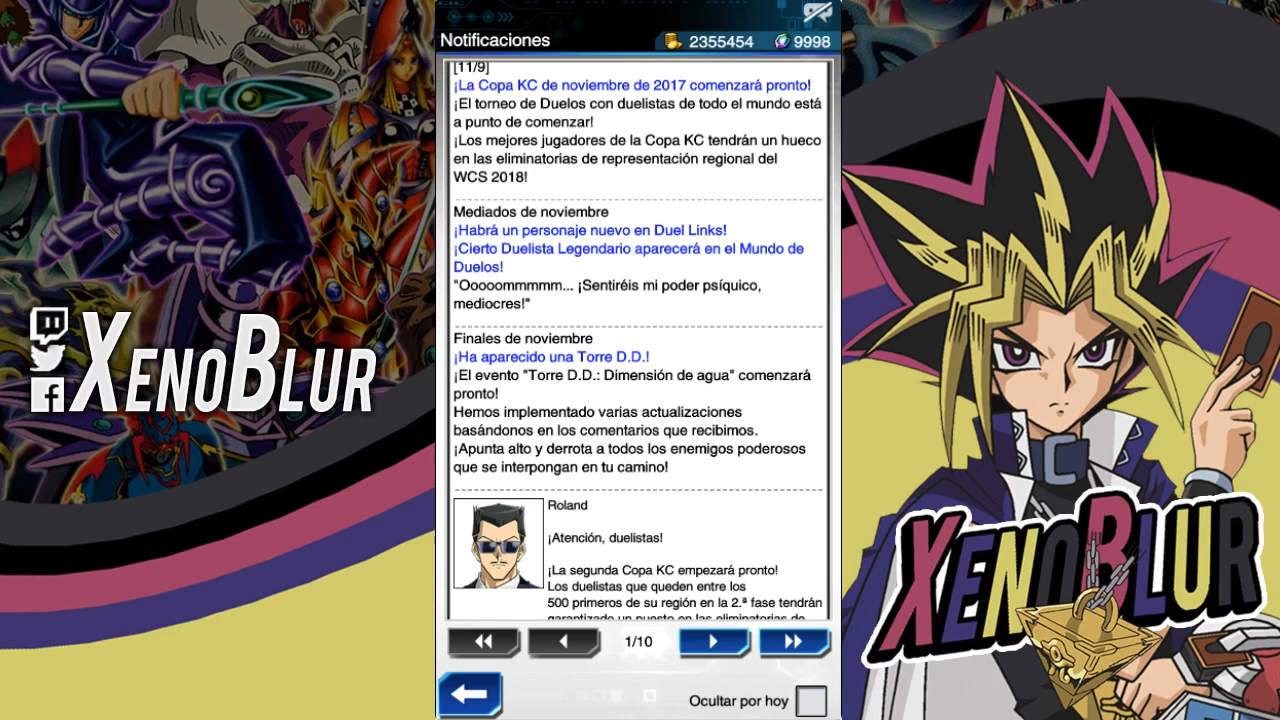 Notificaciones
2355454
9998
[11/9]
¡La Copa KC de noviembre de 2017 comenzará pronto!
¡El torneo de Duelos con duelistas de todo el mundo está
a punto de comenzar!
¡Los mejores jugadores de la Copa KC tendrán un hueco
en las eliminatorias de representación regional del
WCS 2018!
Mediados de noviembre
¡Habrá un personaje nuevo en Duel Links!
¡Cierto Duelista Legendario aparecerá en el Mundo de
Duelos!
"Ooooommmmm... ¡Sentiréis mi poder psíquico,
mediocres!"
Finales de noviembre
¡Ha aparecido una Torre D.D.!
¡El evento "Torre D.D.: Dimensión de agua" comenzará
pronto!
Hemos implementado varias actualizaciones
basándonos en los comentarios que recibimos.
¡Apunta alto y derrota a todos los enemigos poderosos
que se interpongan en tu camino!
Roland
¡Atención, duelistas!
¡La segunda Copa KC empezará pronto!
Los duelistas que queden entre los
500 primeros de su región en la 2.ª fase tendrán
garantizado un puesto en las eliminatorias de
1/10
Ocultar por hoy
XENOBLUR
XENOBLUR